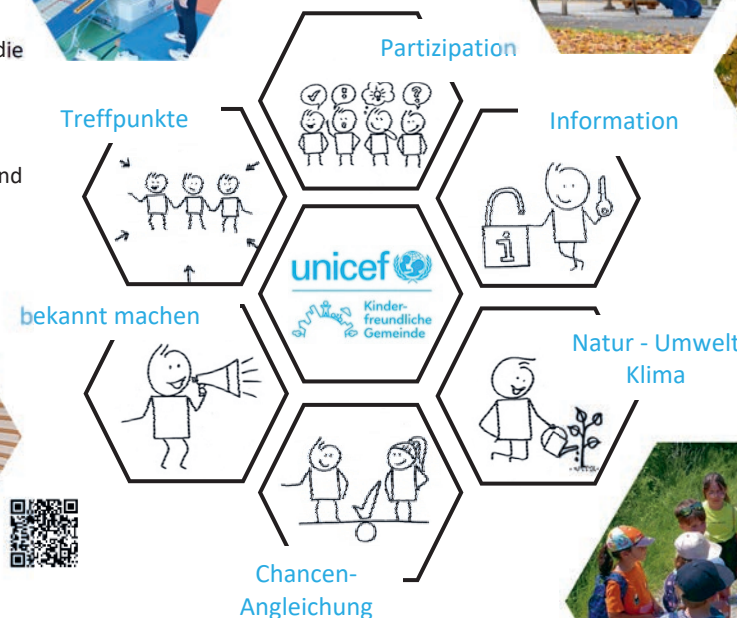 die
Partizipation
Treffpunkte
Information
nd
i
unicef
Kinder-
freundliche
Gemeinde
bekannt machen
Natur - Umwelt
Klima
Chancen-
Angleichung